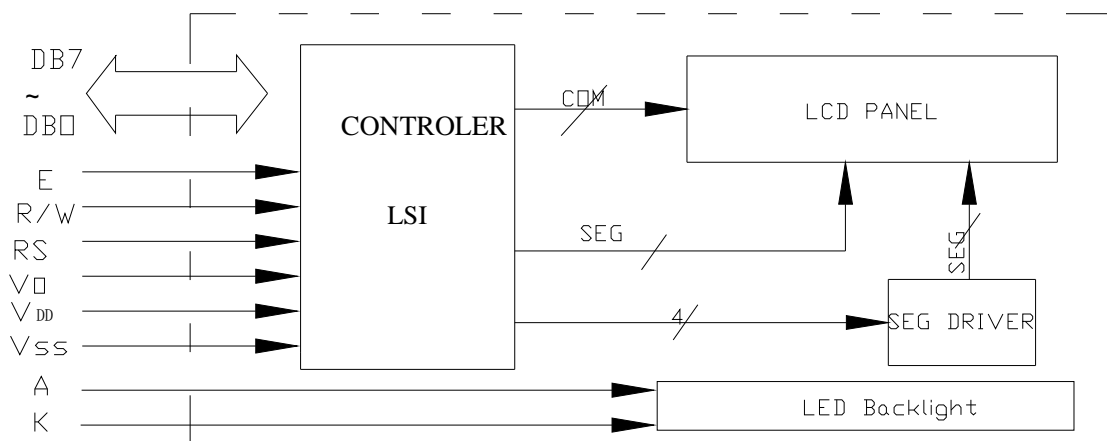 DB7
~
DB0
E
R/W
RS
V0
VDD
Vss
A
K
CONTROLER
LSI
COM
SEG
4
LCD PANEL
SEG
SEG DRIVER
LED Backlight